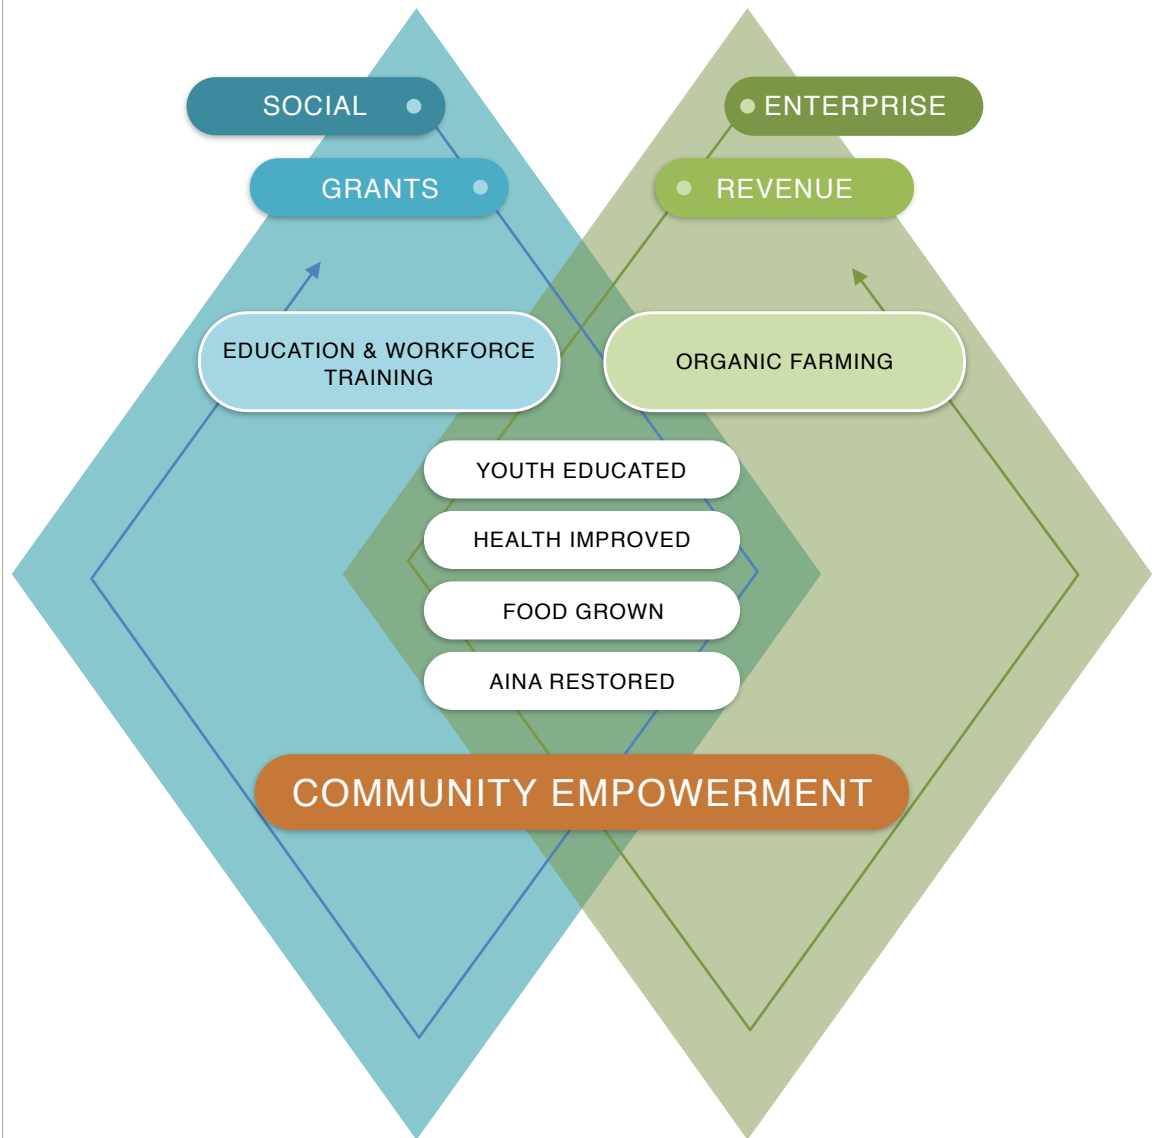 SOCIAL
ENTERPRISE
GRANTS
REVENUE
EDUCATION & WORKFORCE
TRAINING
ORGANIC FARMING
YOUTH EDUCATED
HEALTH IMPROVED
FOOD GROWN
AINA RESTORED
COMMUNITY EMPOWERMENT